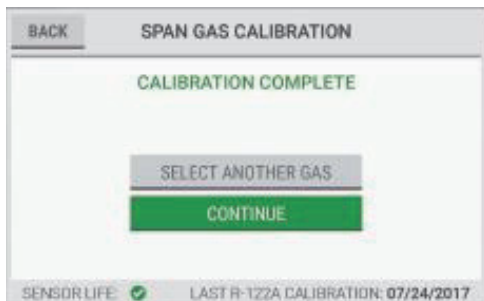 BACK
SPAN GAS CALIBRATION
CALIBRATION COMPLETE
SELECT ANOTHER GAS
CONTINUE
SENSOR LIFE: LAST R-122A CALIBRATION: 07/24/2017